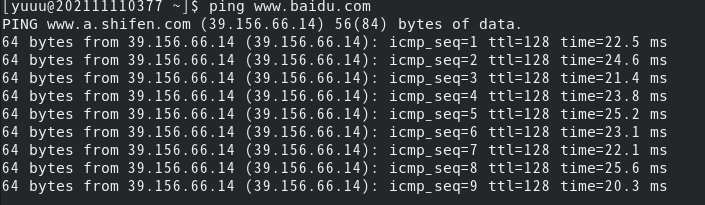 [yuuu@202111110377 ~]$ ping www.baidu.com
PING www.a.shifen.com (39.156.66.14) 56(84) bytes of data.
64 bytes from 39.156.66.14 (39.156.66.14): icmp_seq=1 ttl=128 time=22.5 ms
64 bytes from 39.156.66.14 (39.156.66.14): icmp_seq=2 ttl=128 time=24.6 ms
64 bytes from 39.156.66.14 (39.156.66.14): icmp_seq=3 ttl=128 time=21.4 ms
64 bytes from 39.156.66.14 (39.156.66.14): icmp_seq=4 ttl=128 time=23.8 ms
64 bytes from 39.156.66.14 (39.156.66.14): icmp_seq=5 ttl=128 time=25.2 ms
64 bytes from 39.156.66.14 (39.156.66.14): icmp_seq=6 ttl=128 time=23.1 ms
64 bytes from 39.156.66.14 (39.156.66.14): icmp_seq=7 ttl=128 time=22.1 ms
64 bytes from 39.156.66.14 (39.156.66.14): icmp_seq=8 ttl=128 time=25.6 ms
64 bytes from 39.156.66.14 (39.156.66.14): icmp_seq=9 ttl=128 time=20.3 ms